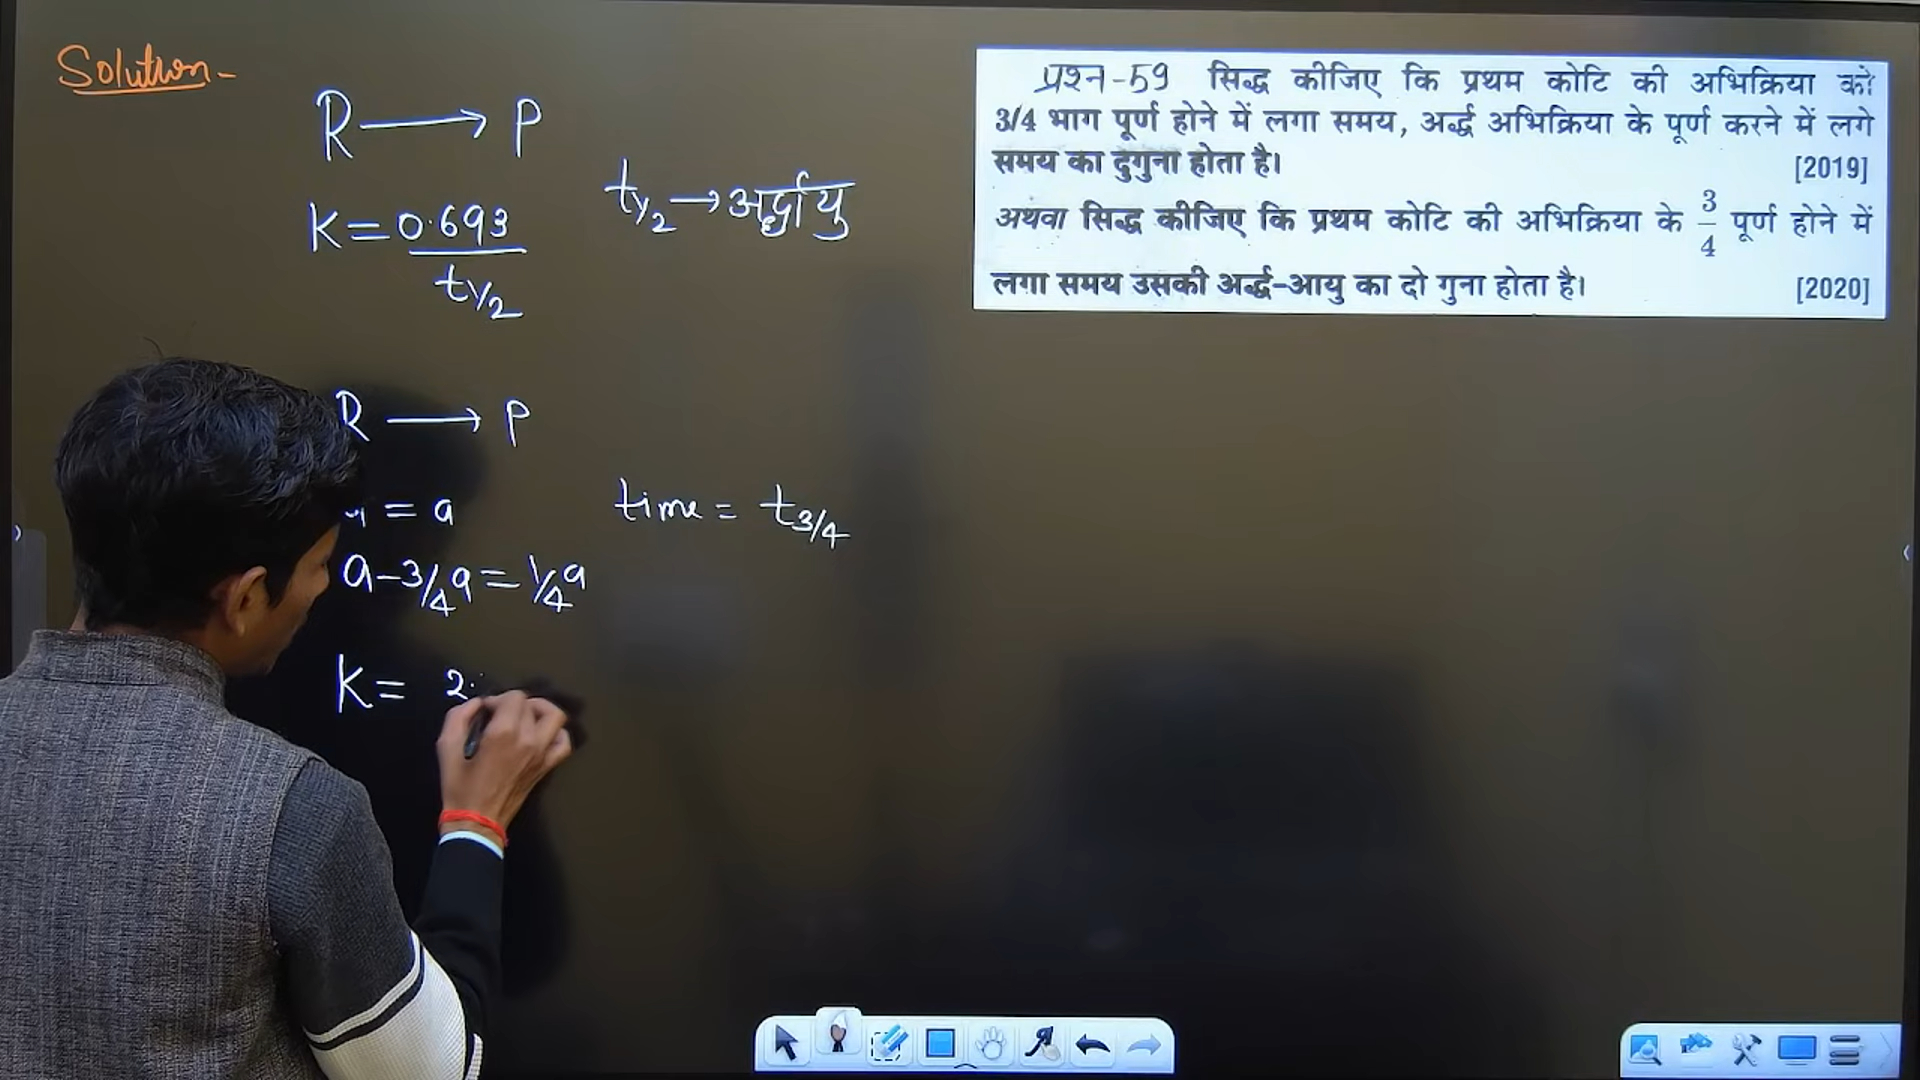 Solution-
R → P
K = 0.693 / t1/2
t1/2 → अर्द्धायु
R → P
= a
time = t3/4
a - 3/4 a = 1/4 a
K = 2.
प्रश्न-59 सिद्ध कीजिए कि प्रथम कोटि की अभिक्रिया को
3/4 भाग पूर्ण होने में लगा समय, अर्द्ध अभिक्रिया के पूर्ण करने में लगे
समय का दुगुना होता है। [2019]
अथवा सिद्ध कीजिए कि प्रथम कोटि की अभिक्रिया के 3/4 पूर्ण होने में
लगा समय उसकी अर्द्ध-आयु का दो गुना होता है। [2020]